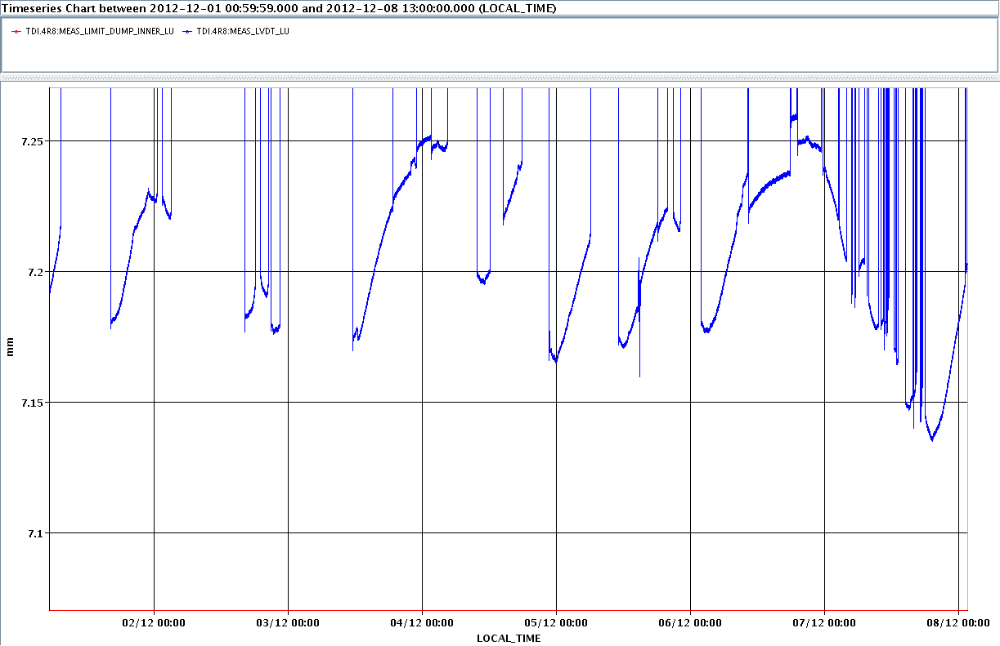 Timeseries Chart between 2012-12-01 00:59:59.000 and 2012-12-08 13:00:00.000 (LOCAL_TIME)
TDI.4R8:MEAS_LIMIT_DUMP_INNER_LU TDI.4R8:MEAS_LVDT_LU
7.25
7.2
mm
7.15
7.1
02/12 00:00 03/12 00:00 04/12 00:00 05/12 00:00 06/12 00:00 07/12 00:00 08/12 00:00
LOCAL_TIME